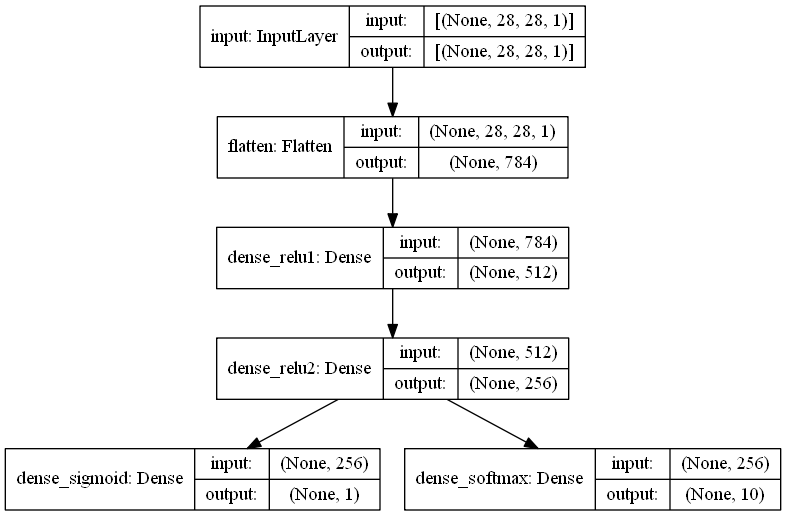 input: InputLayer
input:
[(None, 28, 28, 1)]
output:
[(None, 28, 28, 1)]
flatten: Flatten
input:
(None, 28, 28, 1)
output:
(None, 784)
dense_relu1: Dense
input:
(None, 784)
output:
(None, 512)
dense_relu2: Dense
input:
(None, 512)
output:
(None, 256)
dense_sigmoid: Dense
input:
(None, 256)
output:
(None, 1)
dense_softmax: Dense
input:
(None, 256)
output:
(None, 10)